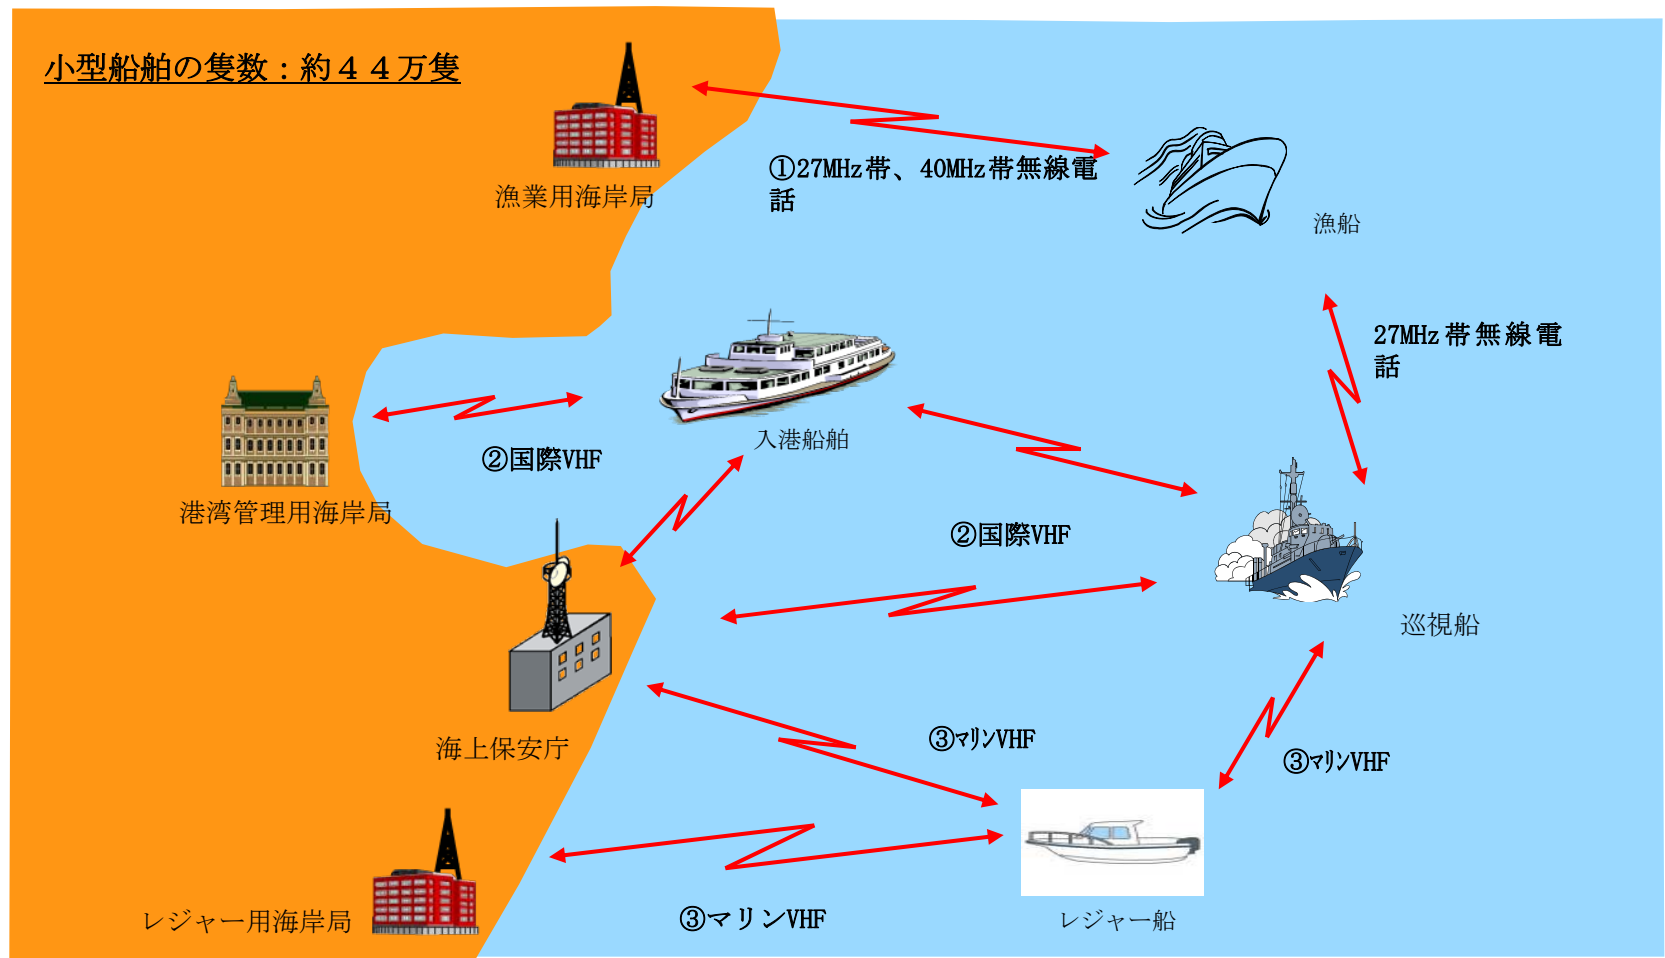 小型船舶の隻数：約４４万隻
漁業用海岸局
①27MHz帯、40MHz帯無線電
話
漁船
27MHz帯無線電
話
入港船舶
②国際VHF
港湾管理用海岸局
②国際VHF
巡視船
海上保安庁
③ﾏﾘﾝVHF
③ﾏﾘﾝVHF
レジャー用海岸局
③マリンVHF
レジャー船